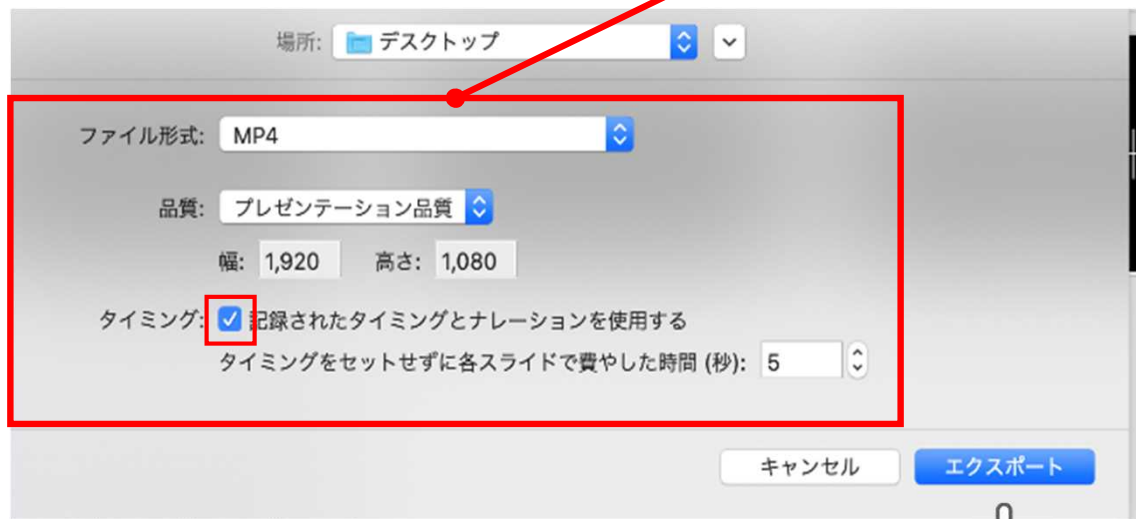 場所: デスクトップ
ファイル形式: MP4
品質: プレゼンテーション品質
幅: 1,920 高さ: 1,080
タイミング: 記録されたタイミングとナレーションを使用する
タイミングをセットせずに各スライドで費やした時間 (秒): 5
キャンセル エクスポート